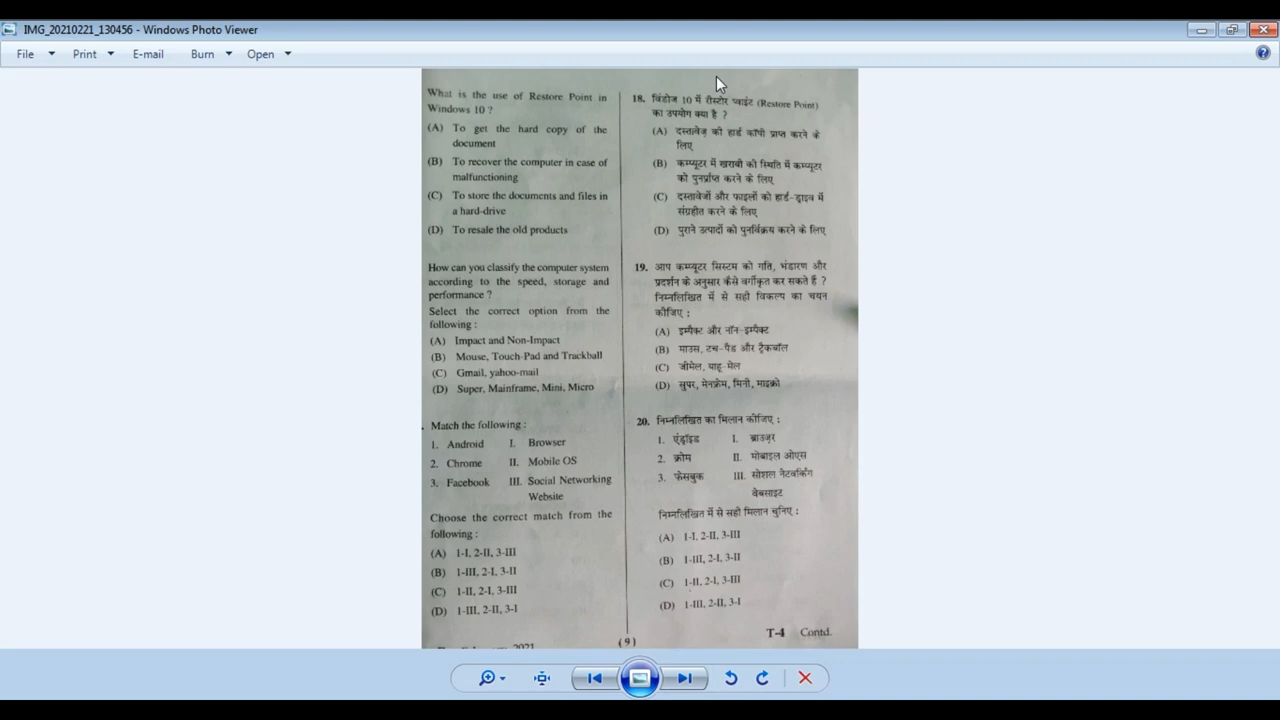 IMG_20210221_130456 - Windows Photo Viewer
File Print E-mail Burn Open
What is the use of Restore Point in
Windows 10 ?
(A) To get the hard copy of the
document
(B) To recover the computer in case of
malfunctioning
(C) To store the documents and files in
a hard-drive
(D) To resale the old products
How can you classify the computer system
according to the speed, storage and
performance ?
Select the correct option from the
following :
(A) Impact and Non-Impact
(B) Mouse, Touch-Pad and Trackball
(C) Gmail, yahoo-mail
(D) Super, Mainframe, Mini, Micro
Match the following :
1. Android I. Browser
2. Chrome II. Mobile OS
3. Facebook III. Social Networking
Website
Choose the correct match from the
following :
(A) 1-I, 2-II, 3-III
(B) 1-III, 2-I, 3-II
(C) 1-II, 2-I, 3-III
(D) 1-III, 2-II, 3-I
18. विंडोज 10 में रीस्टोर प्वाइंट (Restore Point)
का उपयोग क्या है ?
(A) दस्तावेज़ की हार्ड कॉपी प्राप्त करने के
लिए
(B) कम्प्यूटर में खराबी की स्थिति में कम्प्यूटर
को पुनर्प्राप्त करने के लिए
(C) दस्तावेजों और फाइलों को हार्ड-ड्राइव में
संग्रहीत करने के लिए
(D) पुराने उत्पादों को पुनर्विक्रय करने के लिए
19. आप कम्प्यूटर सिस्टम को गति, भंडारण और
प्रदर्शन के अनुसार कैसे वर्गीकृत कर सकते हैं ?
निम्नलिखित में से सही विकल्प का चयन
कीजिए :
(A) इम्पैक्ट और नॉन-इम्पैक्ट
(B) माउस, टच-पैड और ट्रैकबॉल
(C) जीमेल, याहू-मेल
(D) सुपर, मेनफ्रेम, मिनी, माइक्रो
20. निम्नलिखित का मिलान कीजिए :
1. एंड्रॉइड I. ब्राउज़र
2. क्रोम II. मोबाइल ओएस
3. फेसबुक III. सोशल नेटवर्किंग
वेबसाइट
निम्नलिखित में से सही मिलान चुनिए :
(A) 1-I, 2-II, 3-III
(B) 1-III, 2-I, 3-II
(C) 1-II, 2-I, 3-III
(D) 1-III, 2-II, 3-I
T-4 Contd.
(9)
2021